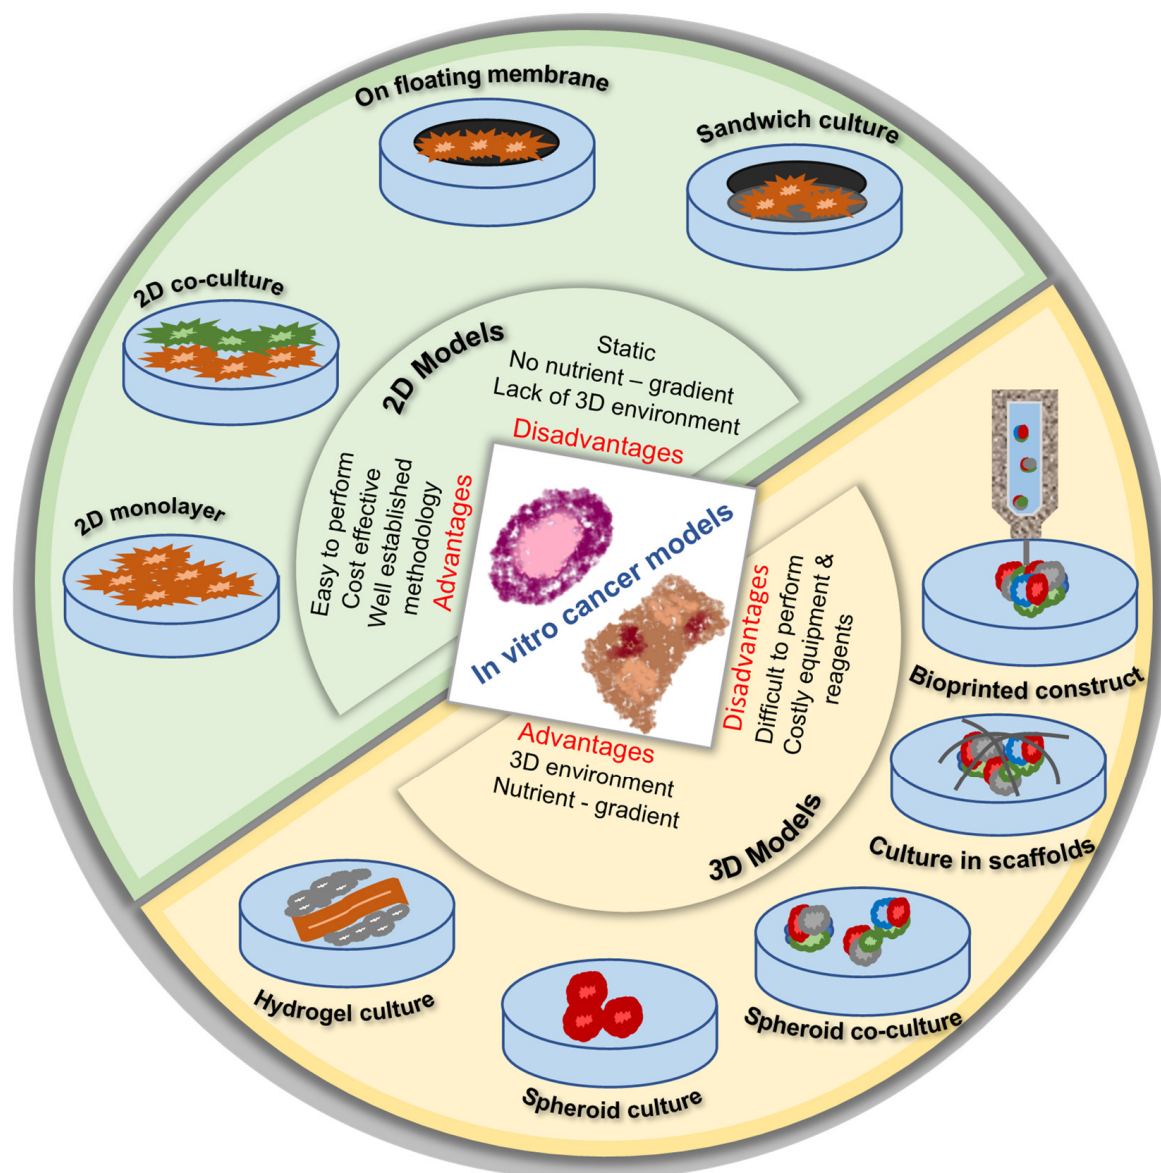 On floating membrane
Sandwich culture
2D co-culture
2D monolayer
2D Models
Static
No nutrient – gradient
Lack of 3D environment
Disadvantages
Easy to perform
Cost effective
Well established
methodology
Advantages
In vitro cancer models
Advantages
3D environment
Nutrient - gradient
Disadvantages
Difficult to perform
Costly equipment &
reagents
3D Models
Bioprinted construct
Culture in scaffolds
Spheroid co-culture
Spheroid culture
Hydrogel culture